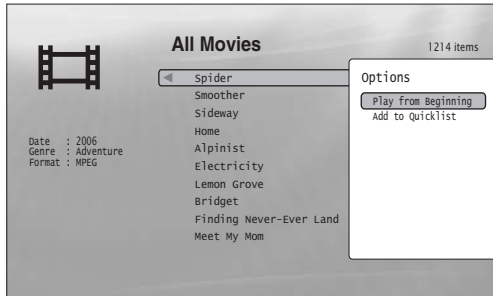 All Movies
1214 items
Spider
Smoother
Sideway
Home
Alpinist
Electricity
Lemon Grove
Bridget
Finding Never-Ever Land
Meet My Mom
Date : 2006
Genre : Adventure
Format : MPEG
Options
Play from Beginning
Add to Quicklist